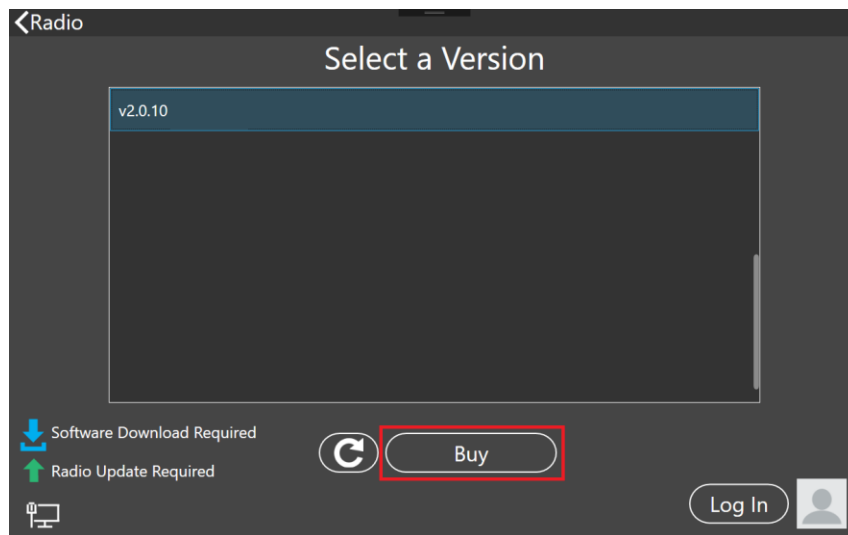 Radio
Select a Version
v2.0.10
Software Download Required
Radio Update Required
Buy
Log In